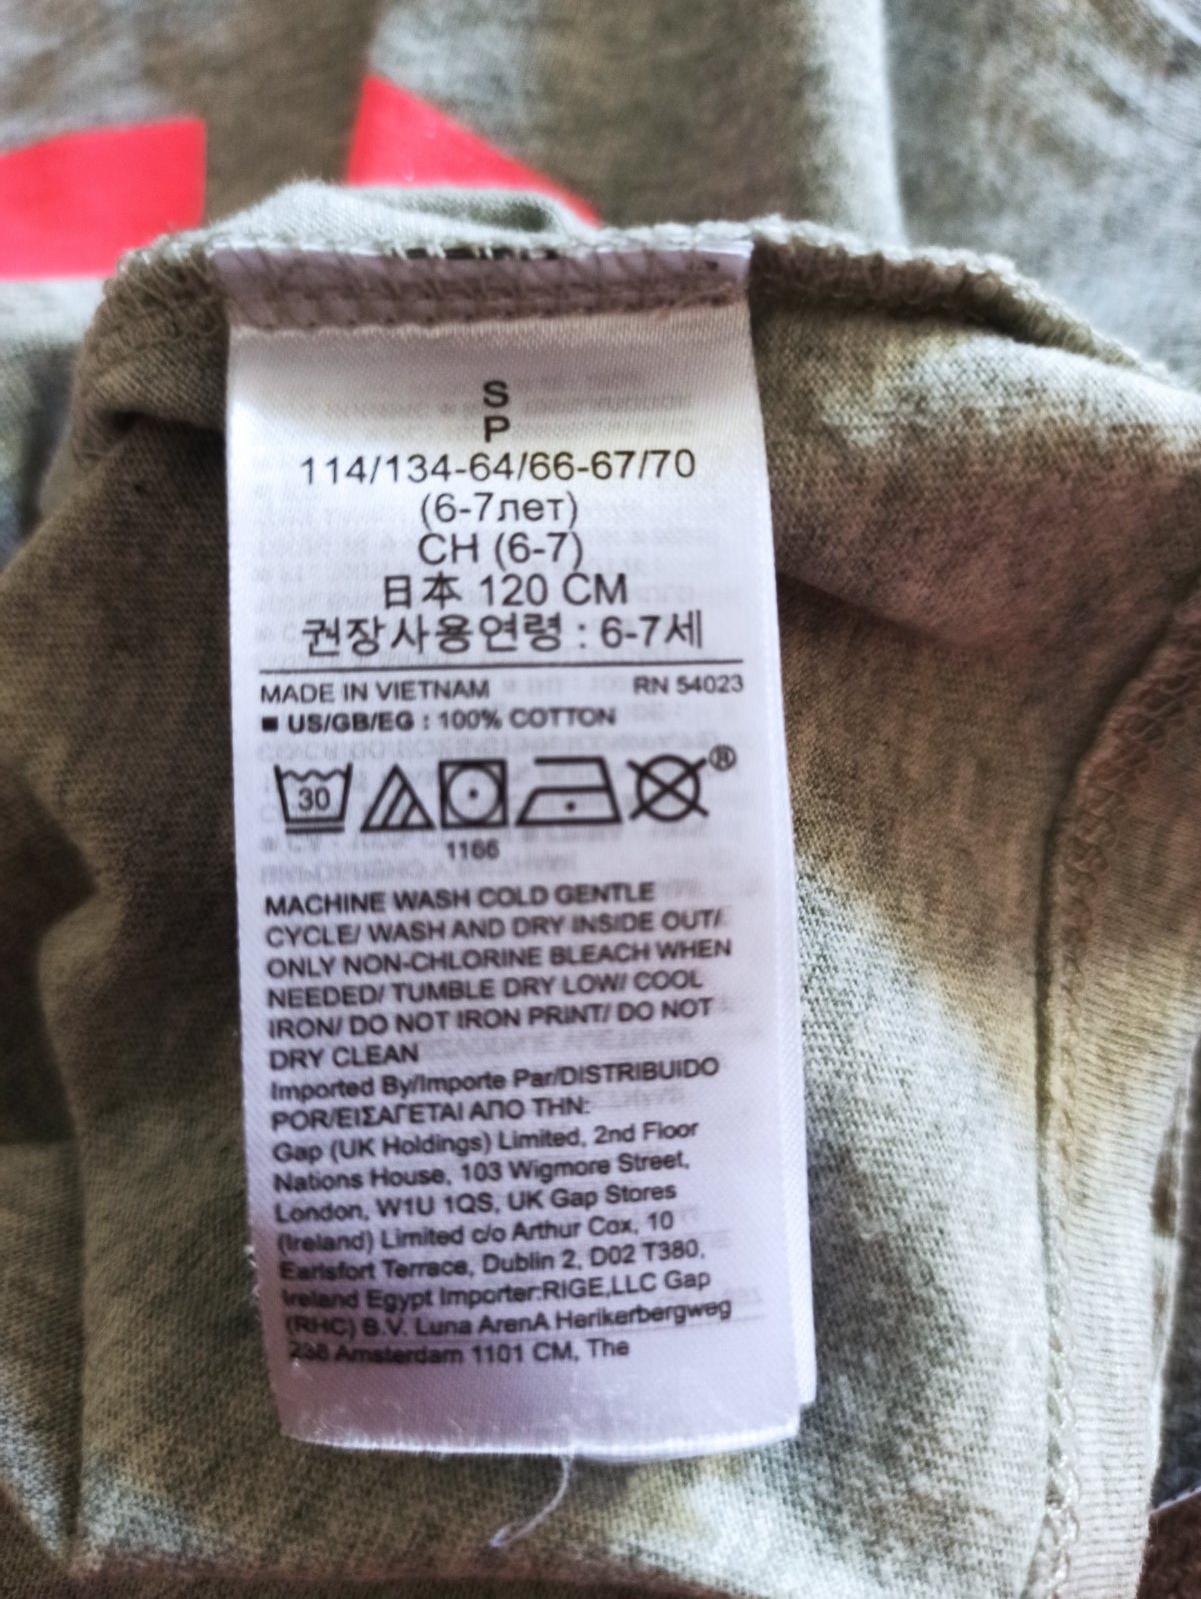 S
P
114/134-64/66-67/70
(6-7лет)
CH (6-7)
日本 120 CM
권장사용연령 : 6-7세
MADE IN VIETNAM RN 54023
■ US/GB/EG : 100% COTTON
30
®
1166
MACHINE WASH COLD GENTLE
CYCLE/ WASH AND DRY INSIDE OUT/
ONLY NON-CHLORINE BLEACH WHEN
NEEDED/ TUMBLE DRY LOW/ COOL
IRON/ DO NOT IRON PRINT/ DO NOT
DRY CLEAN
Imported By/Importe Par/DISTRIBUIDO
POR/ΕΙΣΑΓΕΤΑΙ ΑΠΟ ΤΗΝ:
Gap (UK Holdings) Limited, 2nd Floor
Nations House, 103 Wigmore Street,
London, W1U 1QS, UK Gap Stores
(Ireland) Limited c/o Arthur Cox, 10
Earlsfort Terrace, Dublin 2, D02 T380,
Ireland Egypt Importer:RIGE,LLC Gap
(RHC) B.V. Luna ArenA Herikerbergweg
238 Amsterdam 1101 CM, The